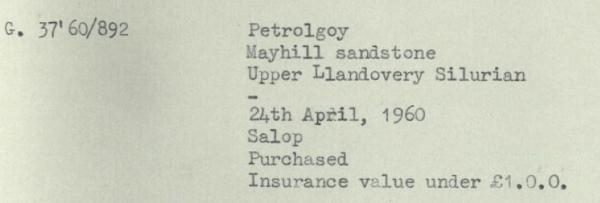 G. 37'60/892 Petrolgoy
Mayhill sandstone
Upper Llandovery Silurian
-
24th April, 1960
Salop
Purchased
Insurance value under £1.0.0.